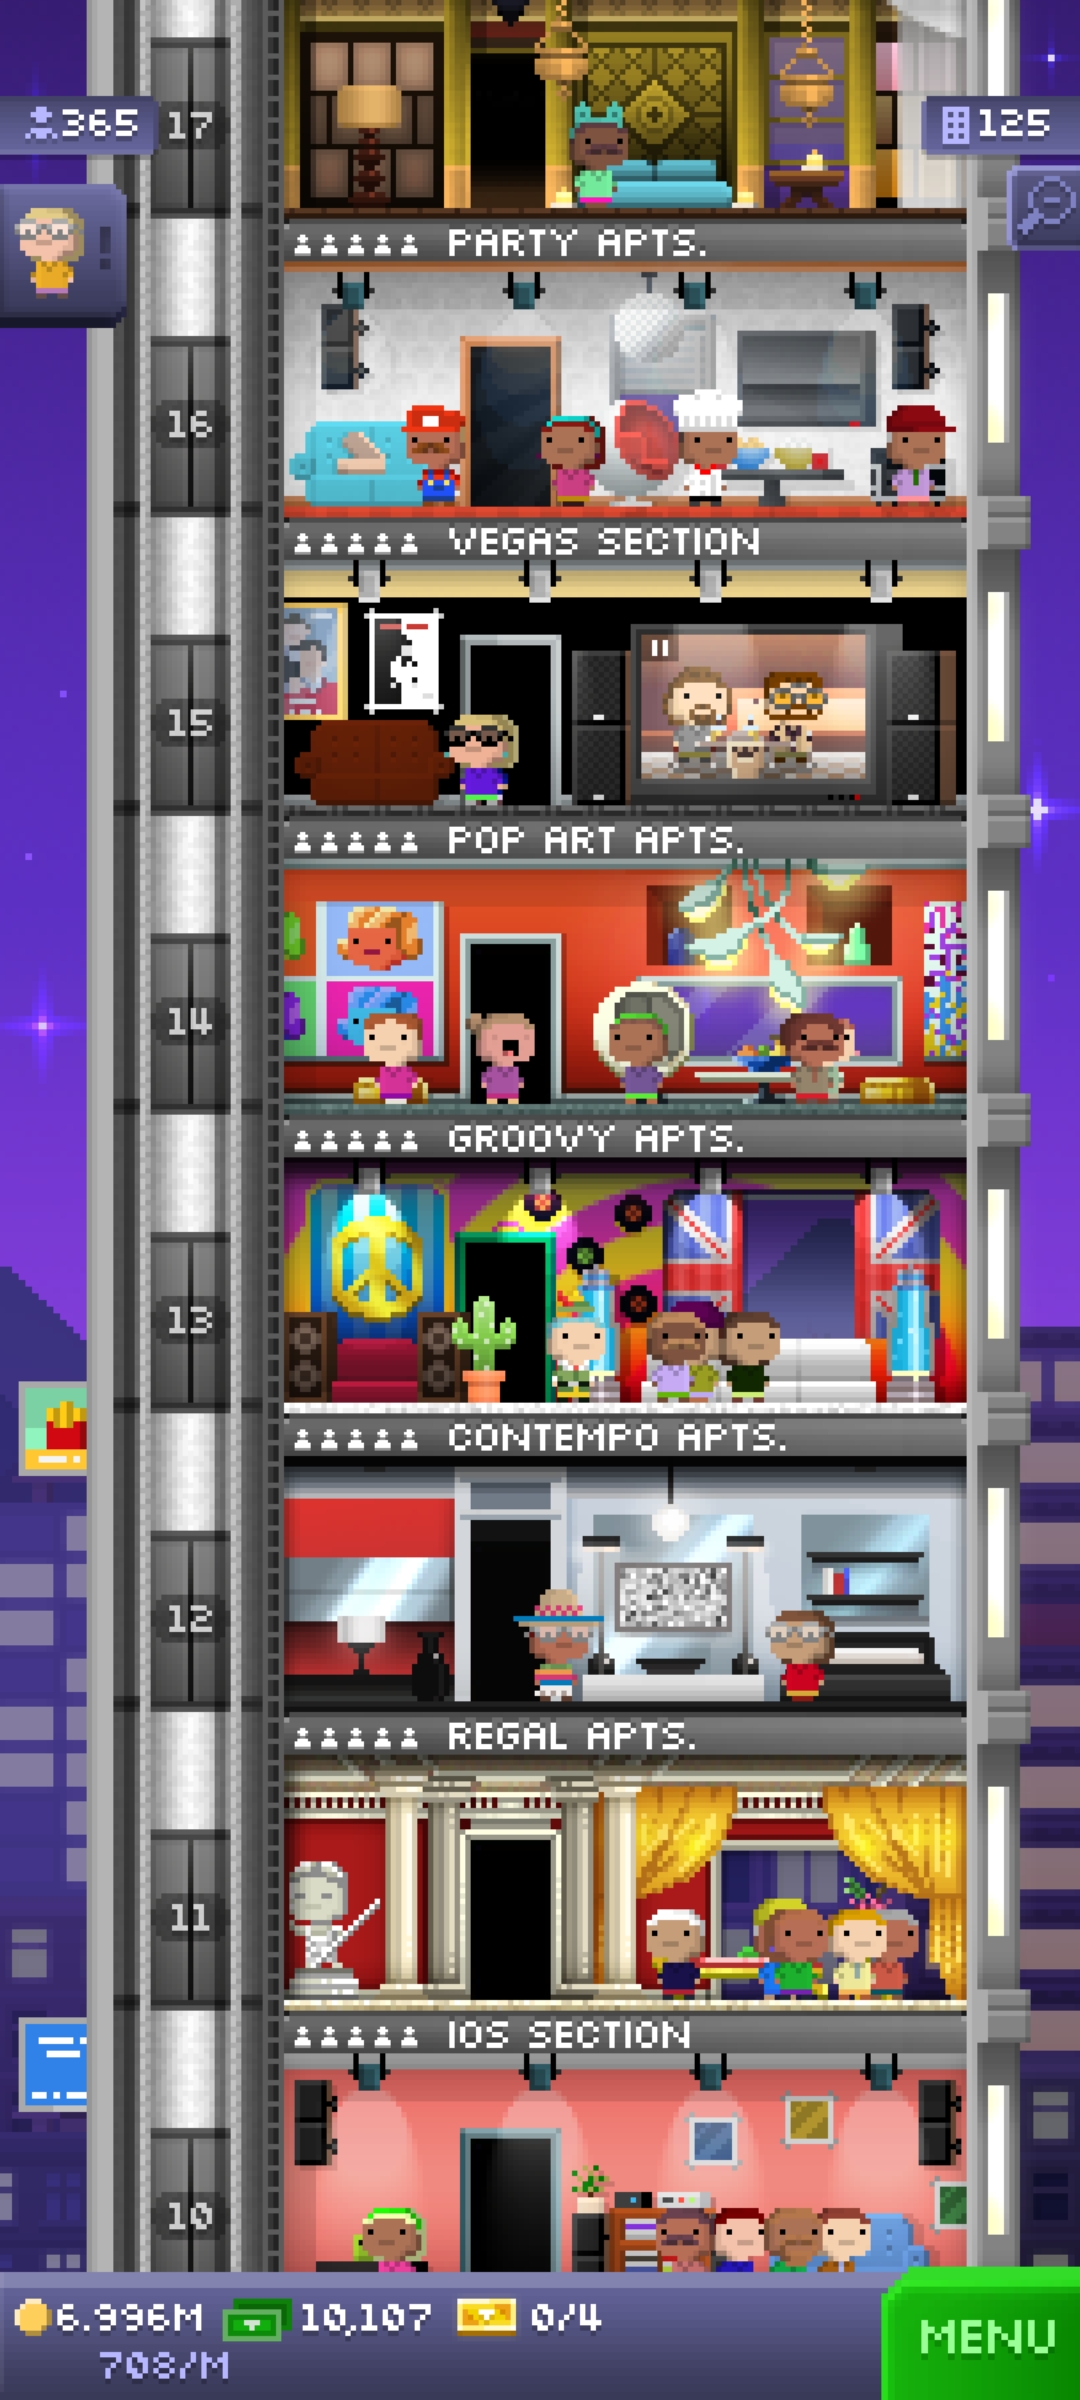 365
17
125
PARTY APTS.
16
VEGAS SECTION
15
POP ART APTS.
14
GROOVY APTS.
13
CONTEMPO APTS.
12
REGAL APTS.
11
IOS SECTION
10
6.996M 10,107 0/4
708/M
MENU